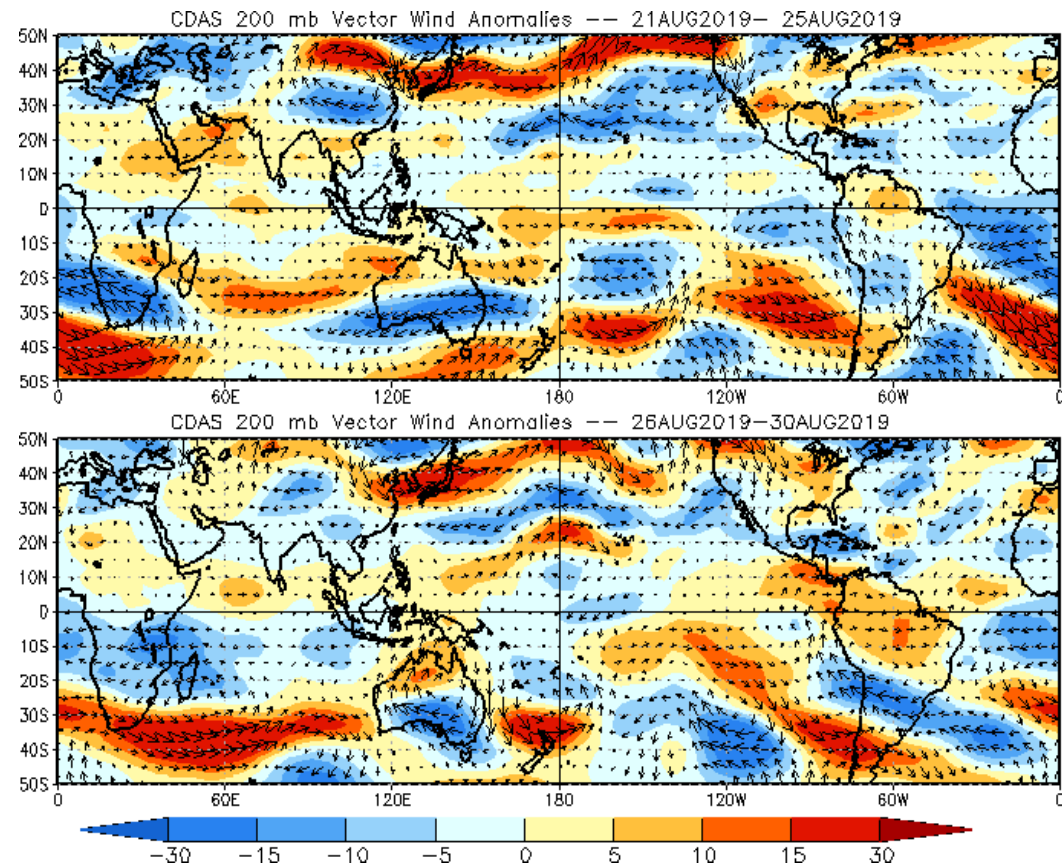 CDAS 200 mb Vector Wind Anomalies -- 21AUG2019- 25AUG2019
50N
40N
30N
20N
10N
0
10S
20S
30S
40S
50S
0 60E 120E 180 120W 60W 0
CDAS 200 mb Vector Wind Anomalies -- 26AUG2019-30AUG2019
50N
40N
30N
20N
10N
0
10S
20S
30S
40S
50S
0 60E 120E 180 120W 60W 0
-30 -15 -10 -5 0 5 10 15 30